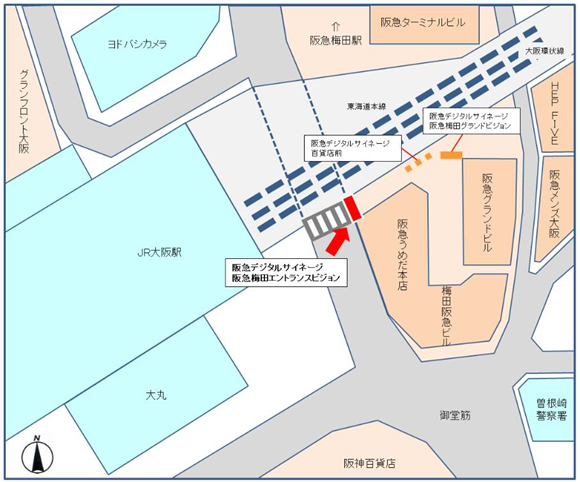 阪急ターミナルビル
⇧
阪急梅田駅
ヨドバシカメラ
大阪環状線
グランフロント大阪
東海道本線
HEP FIVE
阪急デジタルサイネージ
阪急梅田グランドビジョン
阪急デジタルサイネージ
百貨店前
阪急メンズ大阪
阪急グランドビル
阪急うめだ本店
JR大阪駅
阪急デジタルサイネージ
阪急梅田エントランスビジョン
梅田阪急ビル
大丸
御堂筋
曽根崎
警察署
N
阪神百貨店